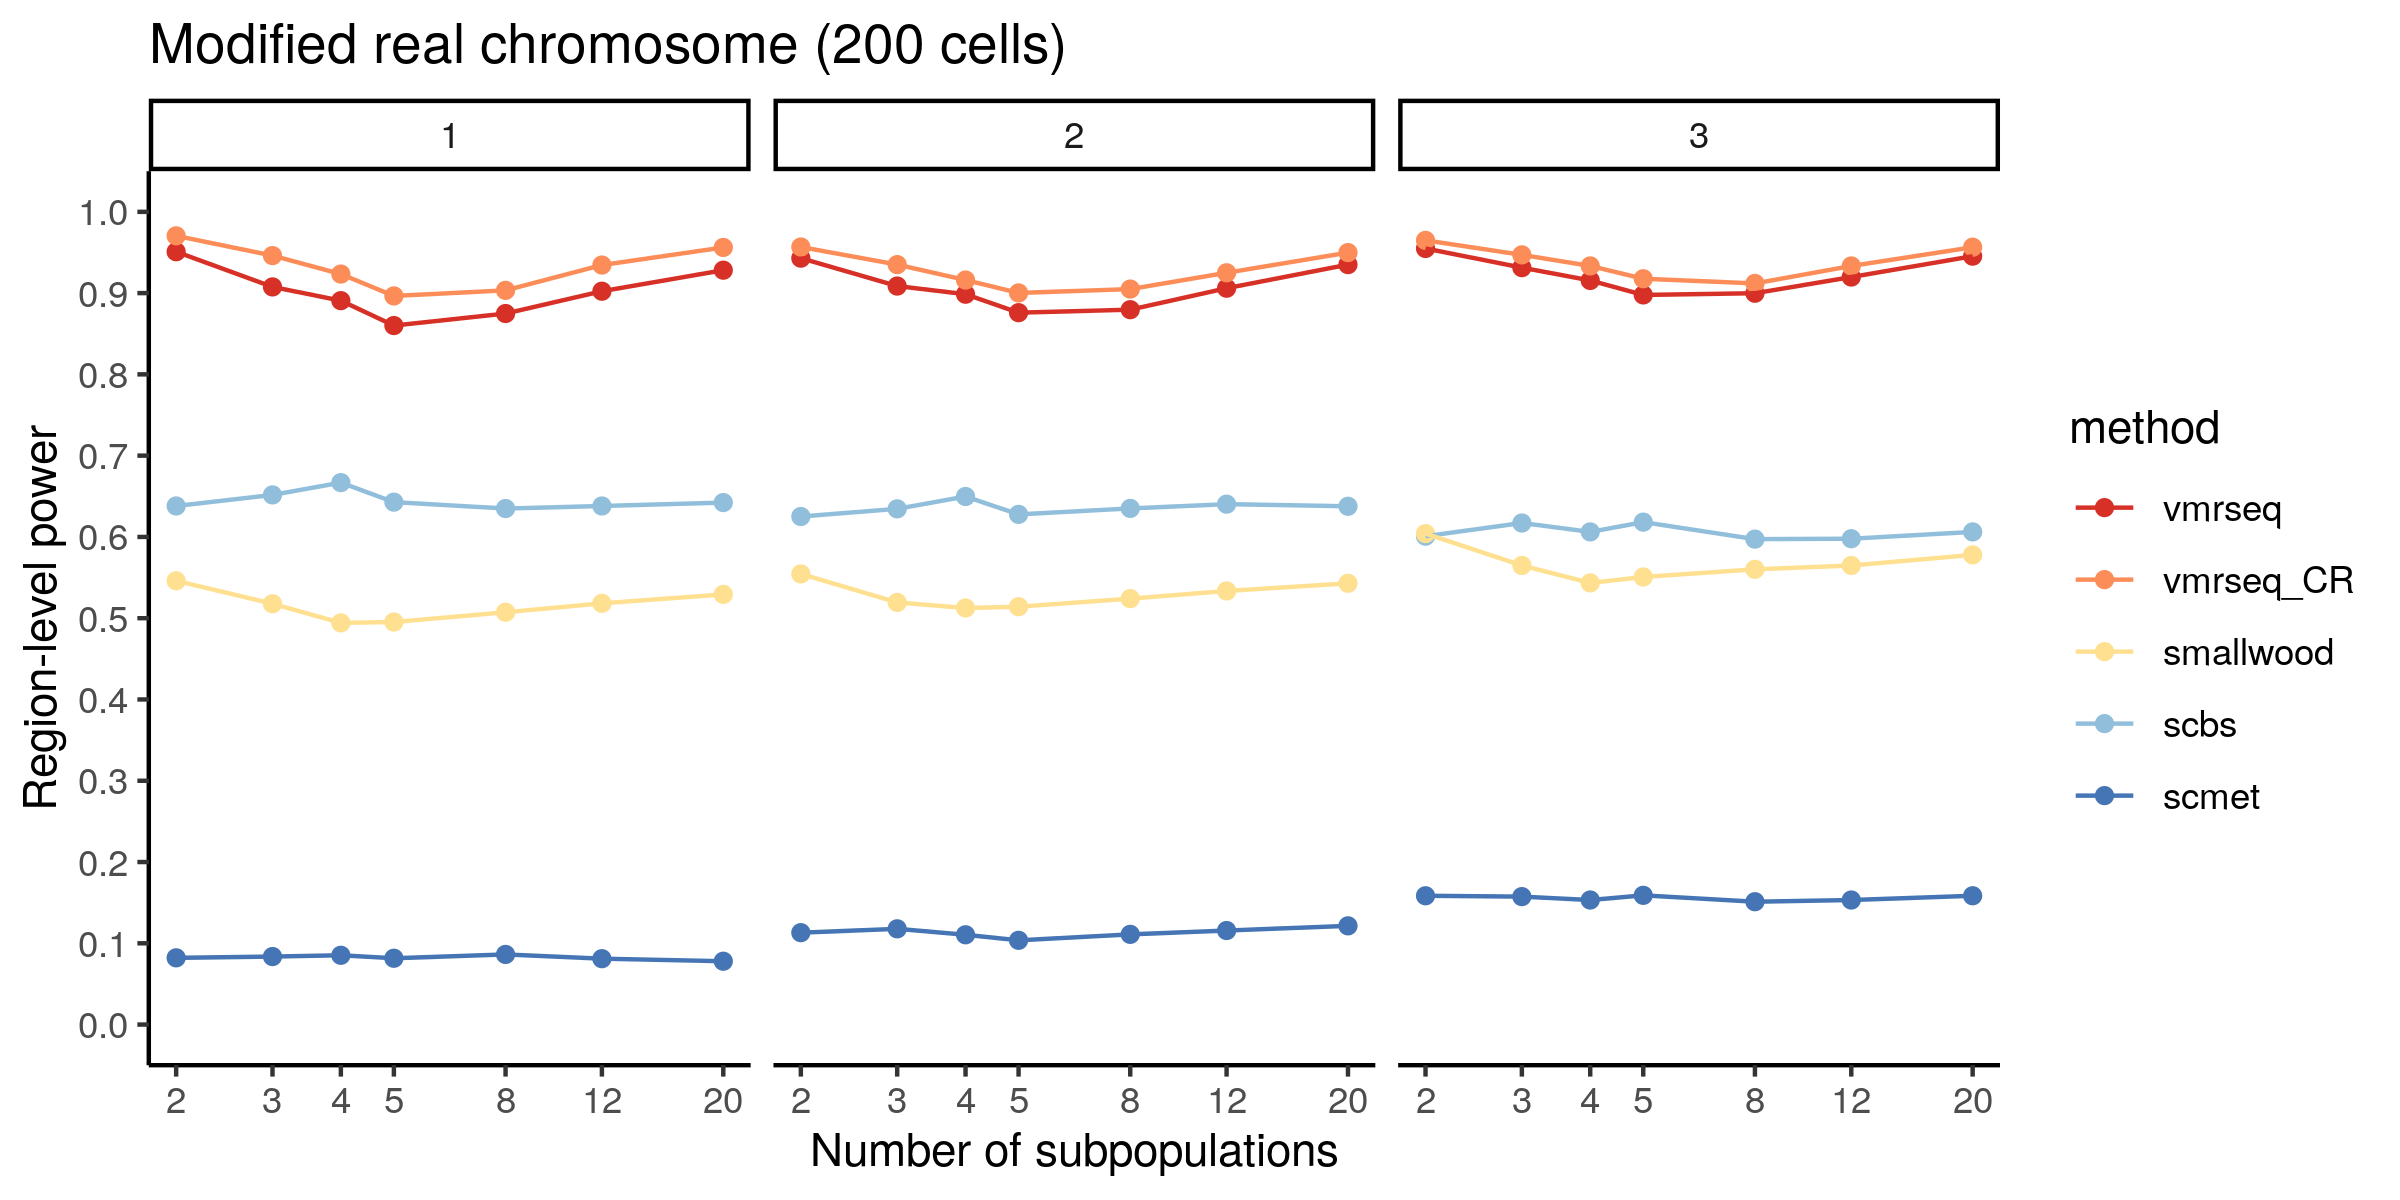 Modified real chromosome (200 cells)
1 2 3
1.0
0.9
0.8
0.7
0.6
0.5
0.4
0.3
0.2
0.1
0.0
Region-level power
2 3 4 5 8 12 20 2 3 4 5 8 12 20 2 3 4 5 8 12 20
Number of subpopulations
method
vmrseq
vmrseq_CR
smallwood
scbs
scmet